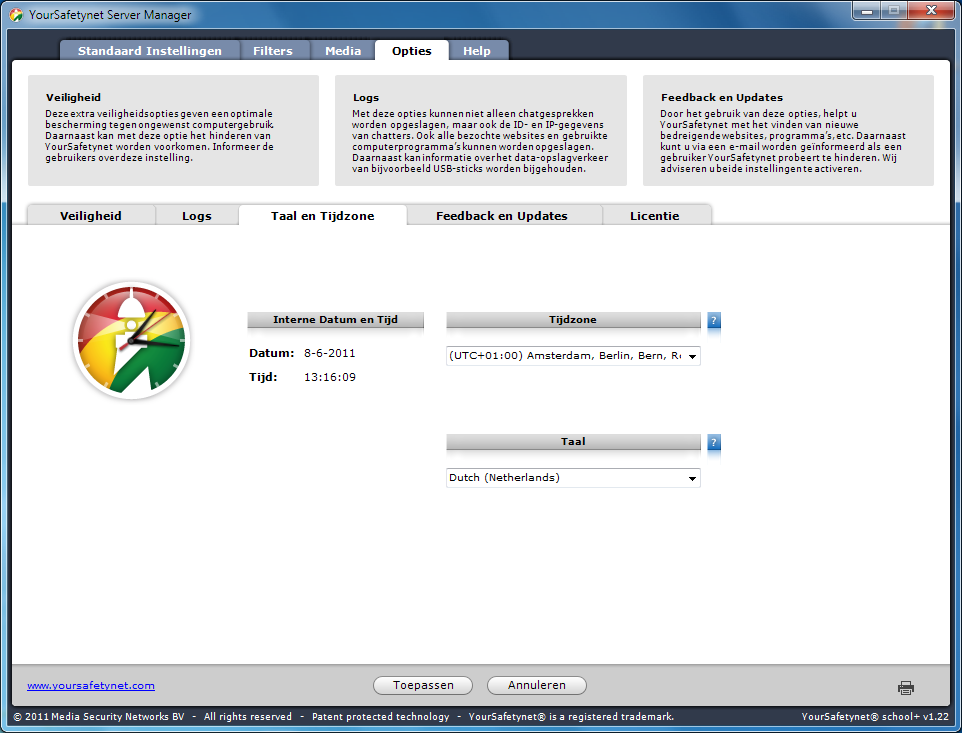 YourSafetynet Server Manager
Standaard Instellingen Filters Media Opties Help
Veiligheid
Deze extra veiligheidsopties geven een optimale
bescherming tegen ongewenst computergebruik.
Daarnaast kan met deze optie het hinderen van
YourSafetynet worden voorkomen. Informeer de
gebruikers over deze instelling.
Logs
Met deze opties kunnen niet alleen chatgesprekken
worden opgeslagen, maar ook de ID- en IP-gegevens
van chatters. Ook alle bezochte websites en gebruikte
computerprogramma's kunnen worden opgeslagen.
Daarnaast kan informatie over het data-opslagverkeer
van bijvoorbeeld USB-sticks worden bijgehouden.
Feedback en Updates
Door het gebruik van deze opties, helpt u
YourSafetynet met het vinden van nieuwe
bedreigende websites, programma's, etc. Daarnaast
kunt u via een e-mail worden geïnformeerd als een
gebruiker YourSafetynet probeert te hinderen. Wij
adviseren u beide instellingen te activeren.
Veiligheid Logs Taal en Tijdzone Feedback en Updates Licentie
Interne Datum en Tijd
Datum: 8-6-2011
Tijd: 13:16:09
Tijdzone ?
(UTC+01:00) Amsterdam, Berlin, Bern, R
Taal ?
Dutch (Netherlands)
www.yoursafetynet.com Toepassen Annuleren
© 2011 Media Security Networks BV - All rights reserved - Patent protected technology - YourSafetynet® is a registered trademark. YourSafetynet® school+ v1.22